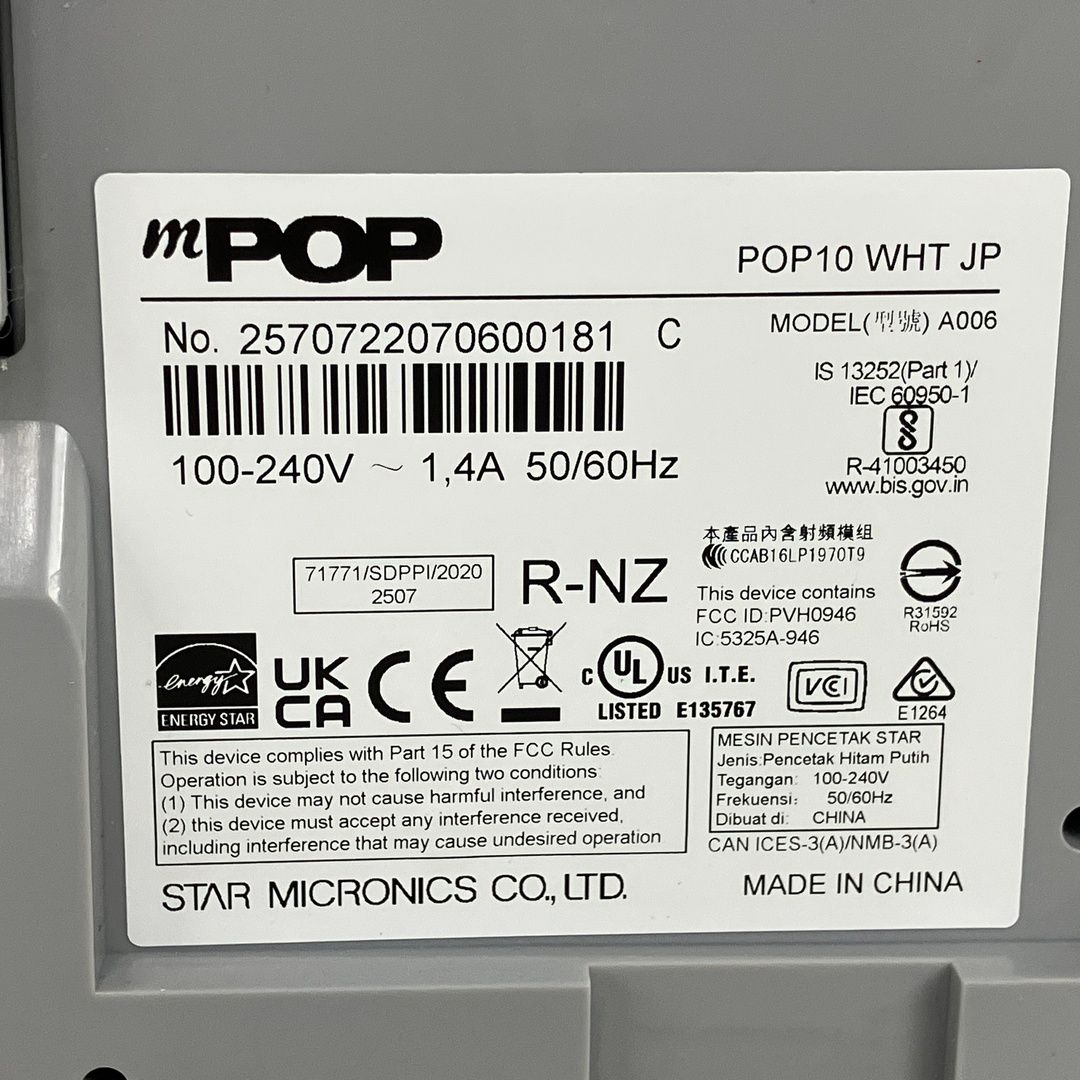 mPOP
POP10 WHT JP
No. 2570722070600181 C
MODEL(型號) A006
IS 13252(Part 1)/
IEC 60950-1
R-41003450
www.bis.gov.in
100-240V ~ 1,4A 50/60Hz
71771/SDPPI/2020
2507
R-NZ
本產品內含射頻模組
CCAB16LP1970T9
This device contains
FCC ID:PVH0946
IC:5325A-946
R31592
RoHS
energy
ENERGY STAR
UK
CA
CE
C UL US I.T.E.
LISTED E135767
VCI
E1264
This device complies with Part 15 of the FCC Rules.
Operation is subject to the following two conditions:
(1) This device may not cause harmful interference, and
(2) this device must accept any interference received,
including interference that may cause undesired operation
MESIN PENCETAK STAR
Jenis:Pencetak Hitam Putih
Tegangan: 100-240V
Frekuensi: 50/60Hz
Dibuat di: CHINA
CAN ICES-3(A)/NMB-3(A)
STAR MICRONICS CO., LTD.
MADE IN CHINA